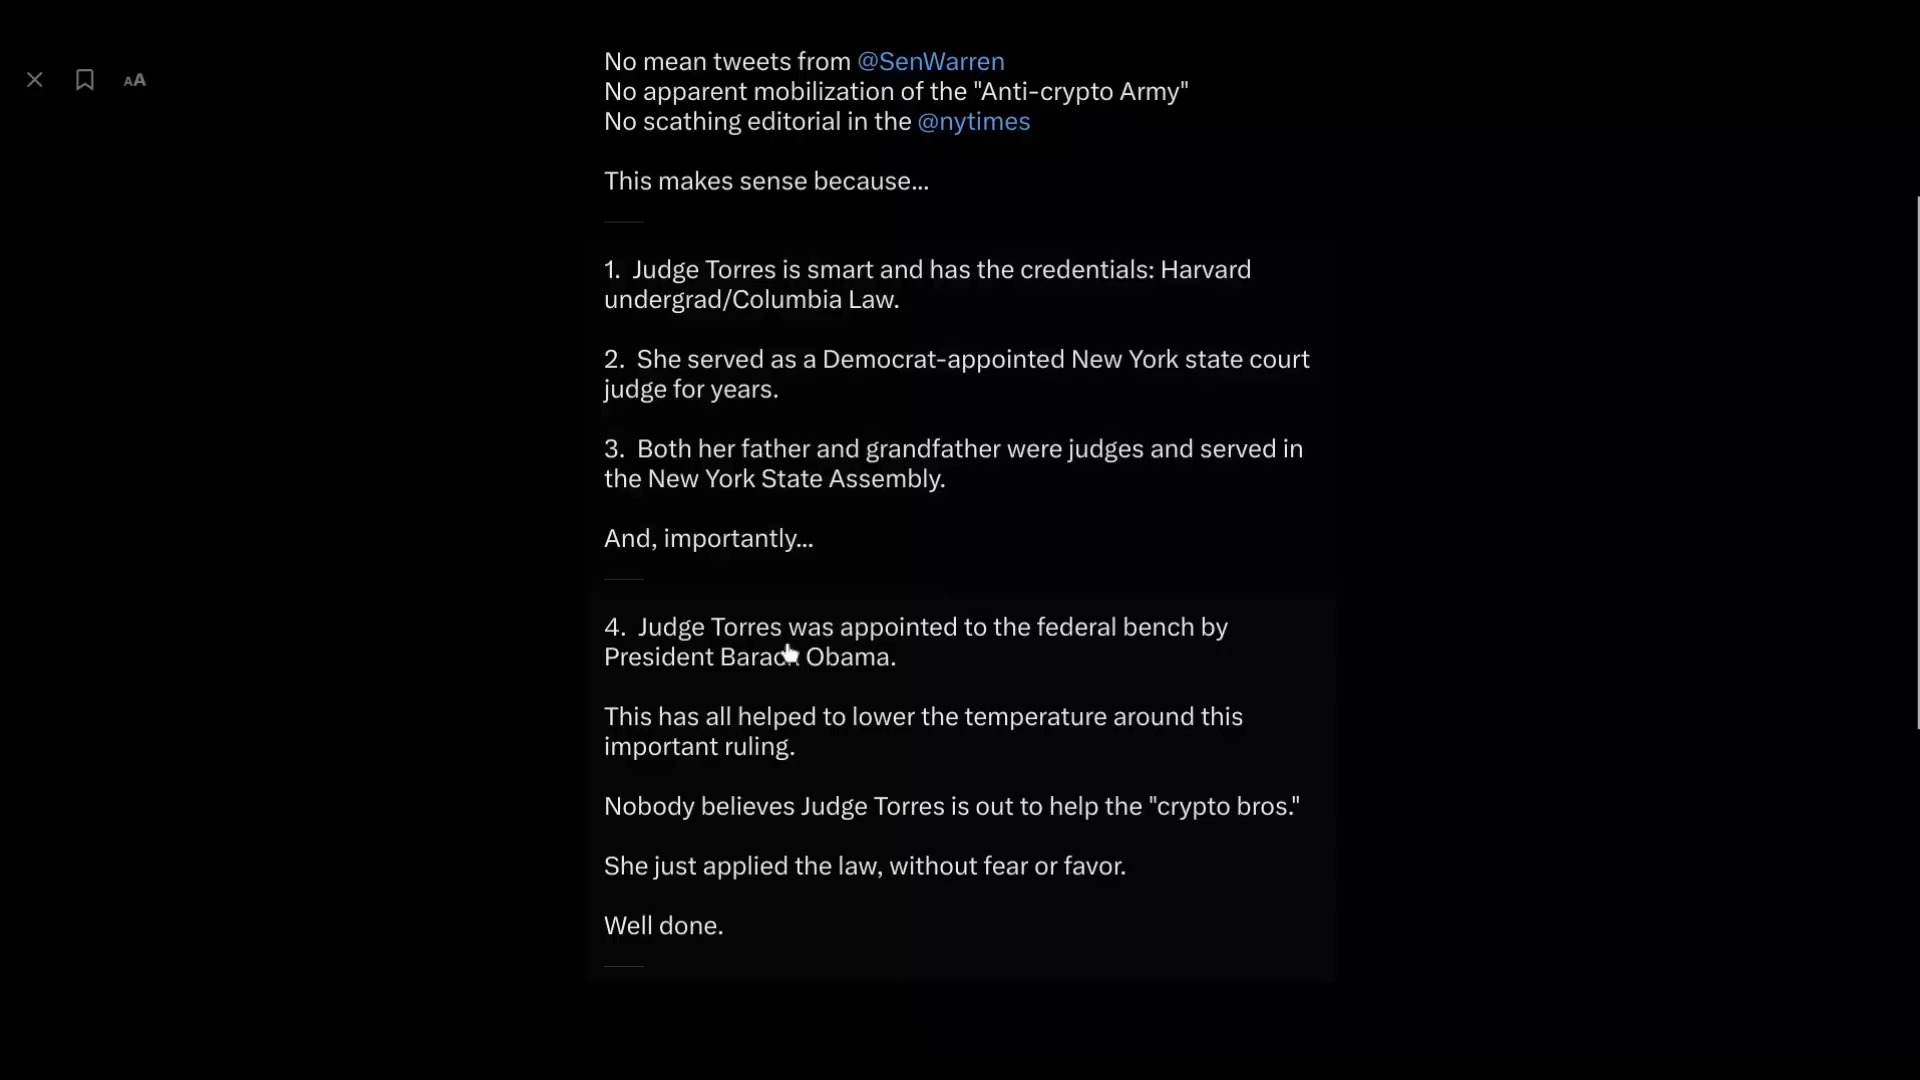 No mean tweets from @SenWarren
No apparent mobilization of the "Anti-crypto Army"
No scathing editorial in the @nytimes
AA
This makes sense because...
1. Judge Torres is smart and has the credentials: Harvard
undergrad/Columbia Law.
2. She served as a Democrat-appointed New York state court
judge for years.
3. Both her father and grandfather were judges and served in
the New York State Assembly.
And, importantly...
4. Judge Torres was appointed to the federal bench by
President Barack Obama.
This has all helped to lower the temperature around this
important ruling.
Nobody believes Judge Torres is out to help the "crypto bros."
She just applied the law, without fear or favor.
Well done.